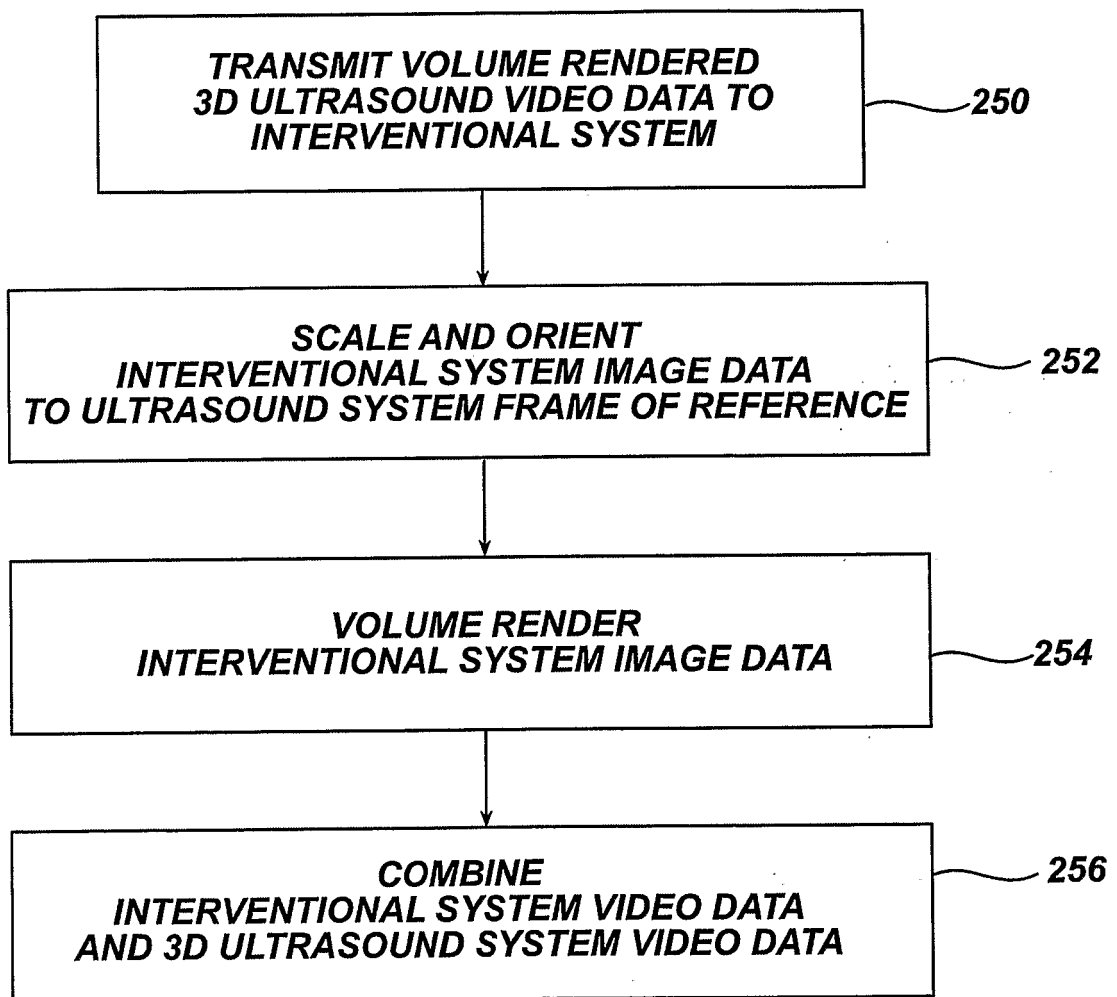 TRANSMIT VOLUME RENDERED
3D ULTRASOUND VIDEO DATA TO
INTERVENTIONAL SYSTEM
250
SCALE AND ORIENT
INTERVENTIONAL SYSTEM IMAGE DATA
TO ULTRASOUND SYSTEM FRAME OF REFERENCE
252
VOLUME RENDER
INTERVENTIONAL SYSTEM IMAGE DATA
254
COMBINE
INTERVENTIONAL SYSTEM VIDEO DATA
AND 3D ULTRASOUND SYSTEM VIDEO DATA
256